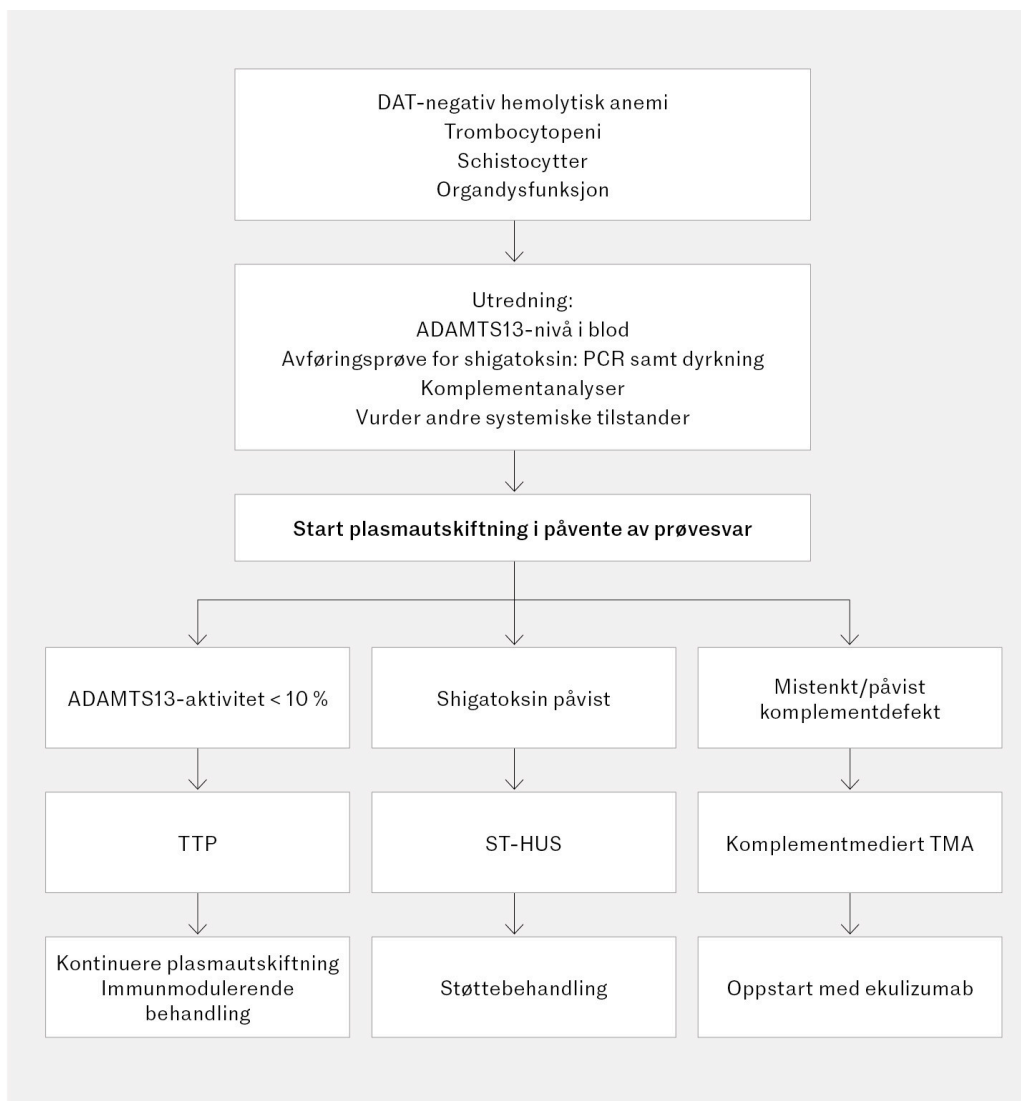 DAT-negativ hemolytisk anemi
Trombocytopeni
Schistocytter
Organdysfunksjon
Utredning:
ADAMTS13-nivå i blod
Avføringsprøve for shigatoksin: PCR samt dyrkning
Komplementanalyser
Vurder andre systemiske tilstander
Start plasmautskiftning i påvente av prøvesvar
ADAMTS13-aktivitet < 10 %
Shigatoksin påvist
Mistenkt/påvist
komplementdefekt
TTP
ST-HUS
Komplementmediert TMA
Kontinuere plasmautskiftning
Immunmodulerende
behandling
Støttebehandling
Oppstart med ekulizumab